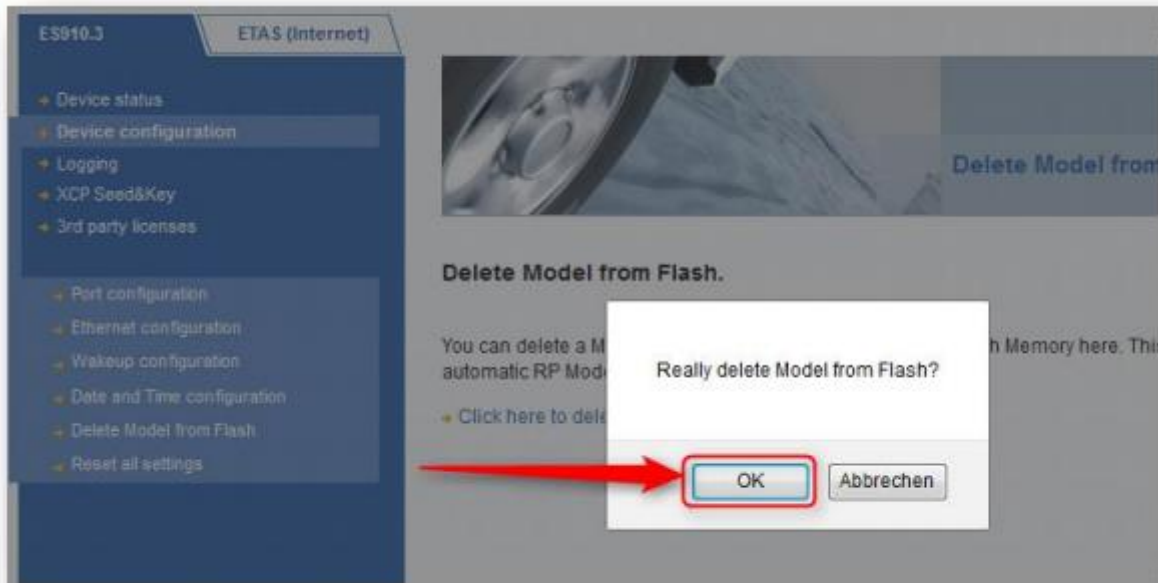 ES910.3
ETAS (Internet)
Device status
Device configuration
Logging
XCP Seed&Key
3rd party licenses
Port configuration
Ethernet configuration
Wakeup configuration
Date and Time configuration
Delete Model from Flash
Reset all settings
Delete Model from
Delete Model from Flash.
You can delete a M
h Memory here. This
automatic RP Mod
Click here to dele
Really delete Model from Flash?
OK
Abbrechen